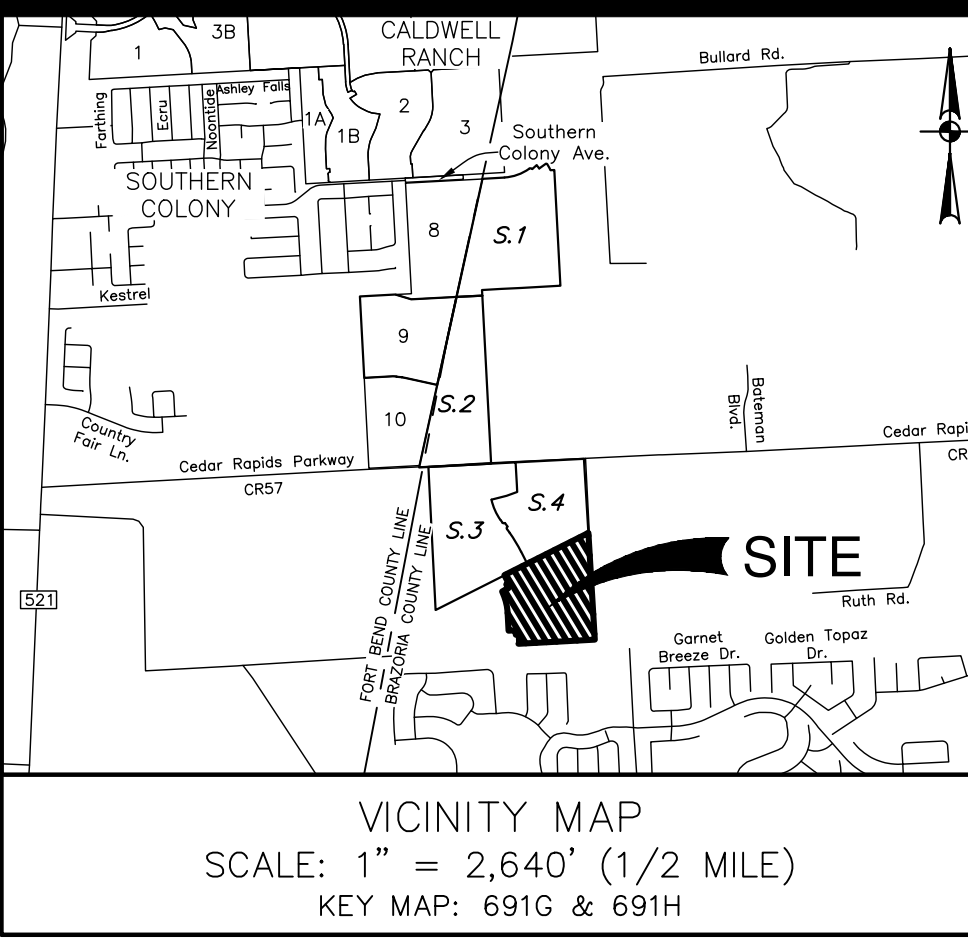 3B
1
CALDWELL
RANCH
Bullard Rd.
Farthing
Ecru
Noontide
Ashley Falls
1A
1B
2
3
Southern
Colony Ave.
SOUTHERN
COLONY
8
S.1
Kestrel
9
10
S.2
Country
Fair Ln.
Bateman
Blvd.
Cedar Rapids Parkway
CR57
Cedar Rapi
CR
S.3
S.4
FORT BEND COUNTY LINE
BRAZORIA COUNTY LINE
SITE
521
Ruth Rd.
Garnet
Breeze Dr.
Golden Topaz
Dr.
VICINITY MAP
SCALE: 1" = 2,640' (1/2 MILE)
KEY MAP: 691G & 691H